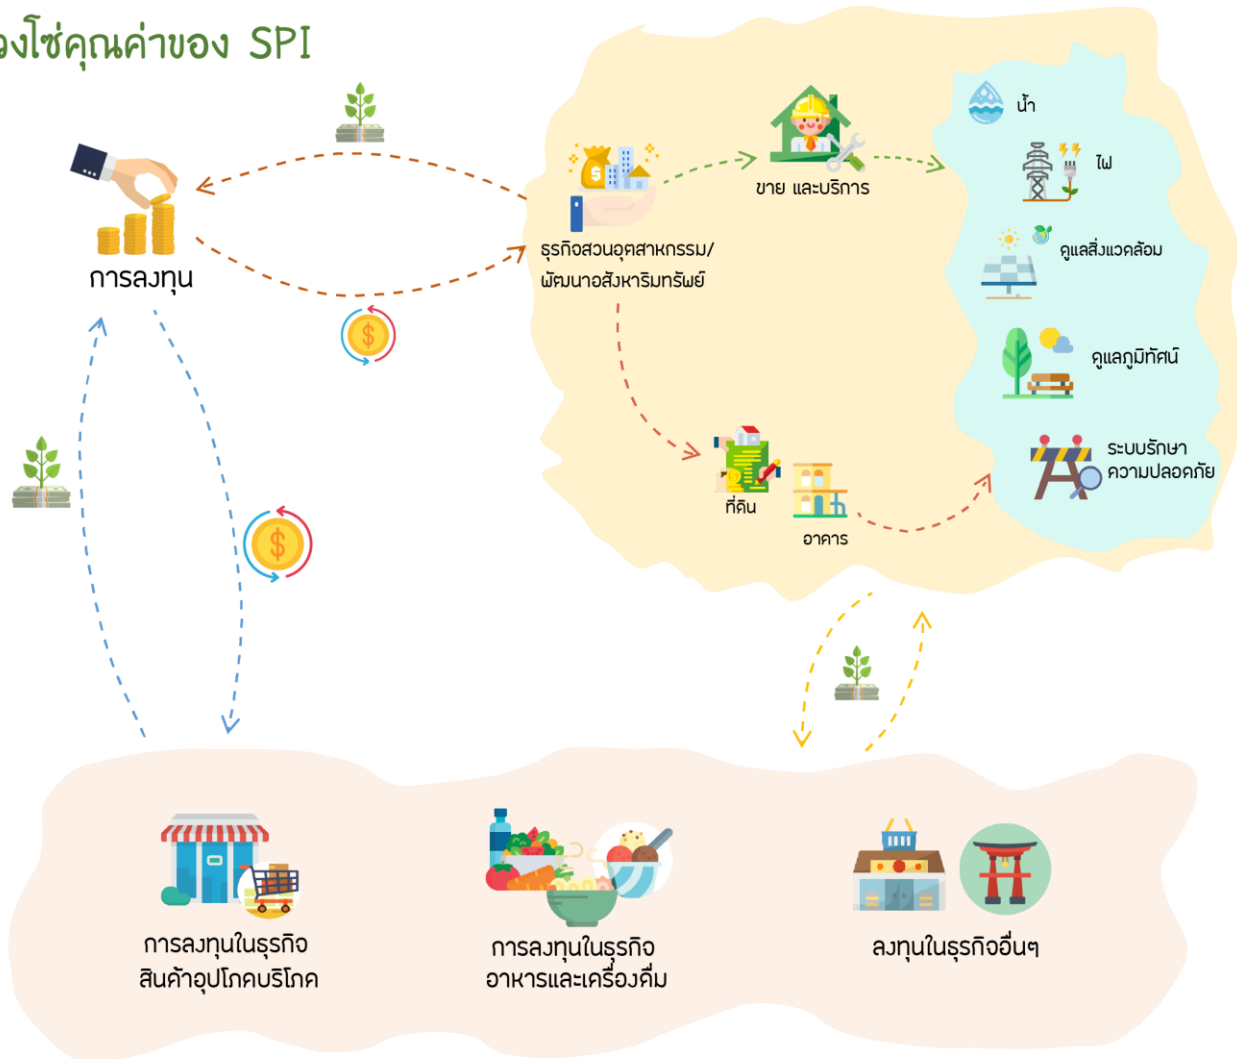 วงโซ่คุณค่าของ SPI
น้ำ
ไฟ
ขาย และบริการ
ธุรกิจสวนอุตสาหกรรม/
พัฒนาอสังหาริมทรัพย์
ดูแลสิ่งแวดล้อม
การลงทุน
ดูแลภูมิทัศน์
ระบบรักษา
ความปลอดภัย
ที่ดิน
อาคาร
การลงทุนในธุรกิจ
สินค้าอุปโภคบริโภค
การลงทุนในธุรกิจ
อาหารและเครื่องดื่ม
ลงทุนในธุรกิจอื่นๆ